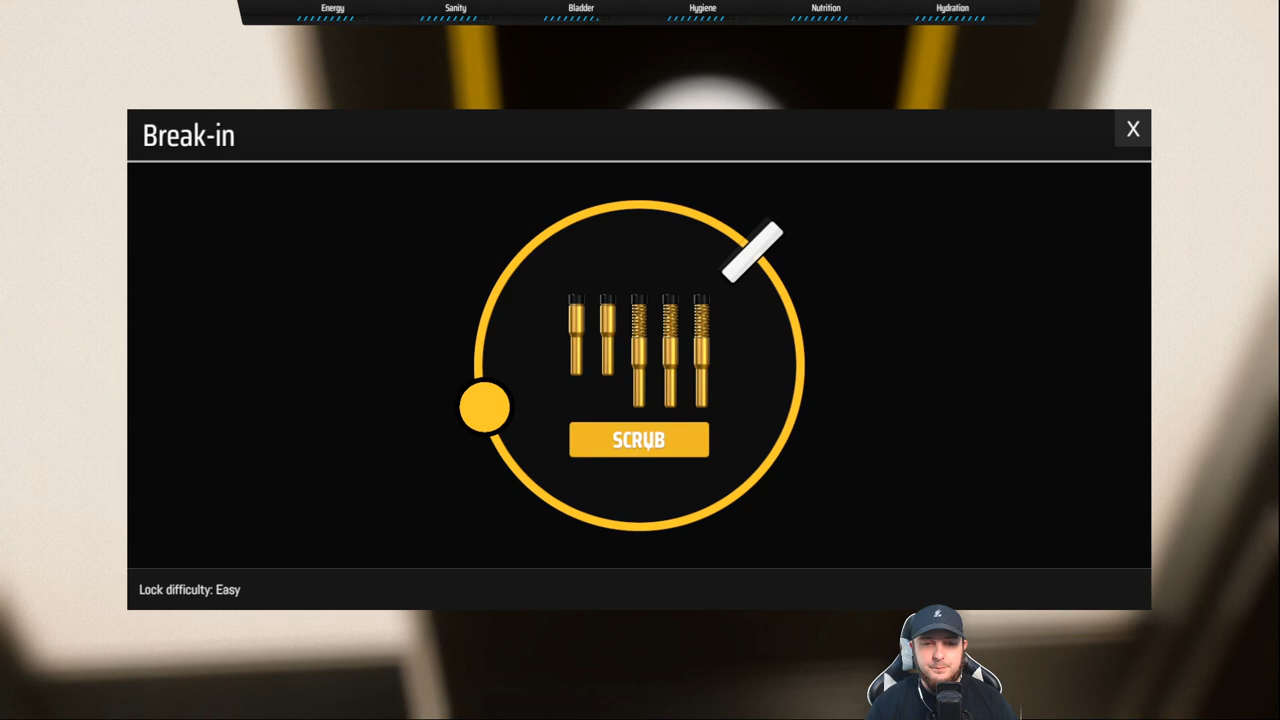 Energy
Sanity
Bladder
Hygiene
Nutrition
Hydration
Break-in
X
SCRUB
Lock difficulty: Easy